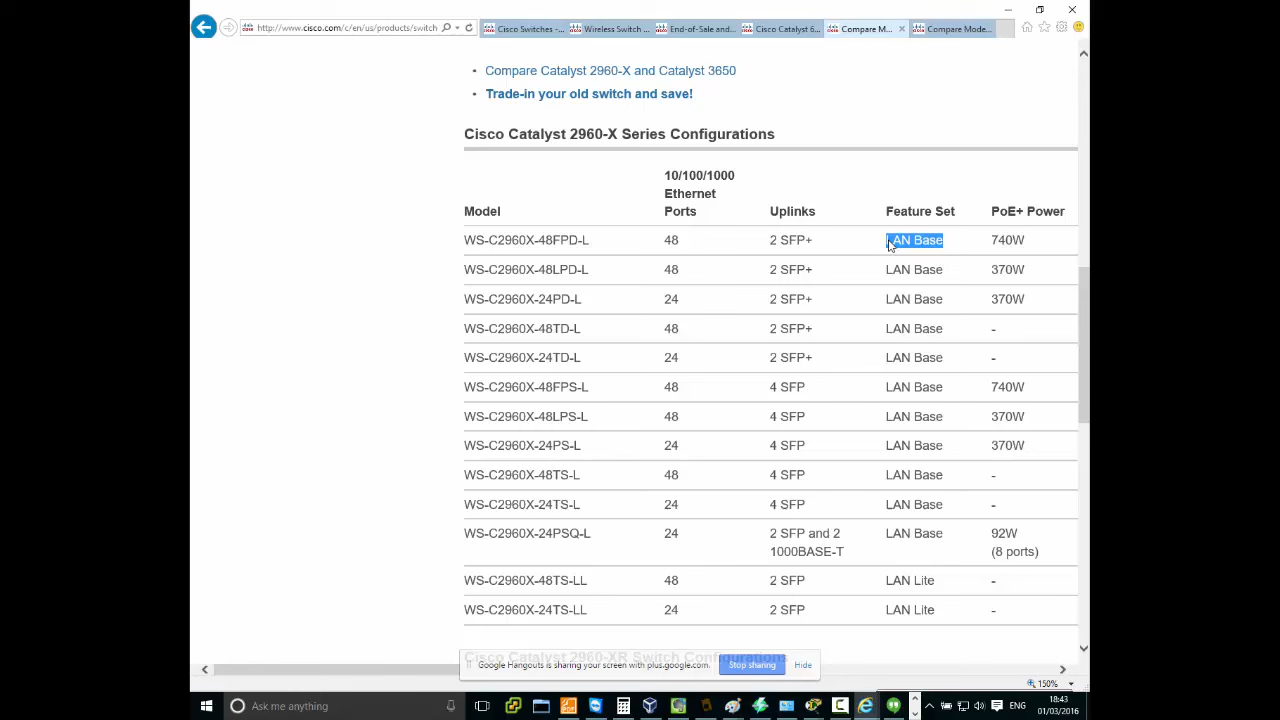 http://www.cisco.com/c/en/us/products/switch
Cisco Switches -...
Wireless Switch ...
End-of-Sale and...
Cisco Catalyst 6...
Compare M...
Compare Mode...
• Compare Catalyst 2960-X and Catalyst 3650
• Trade-in your old switch and save!
Cisco Catalyst 2960-X Series Configurations
Model 10/100/1000 Ethernet Ports Uplinks Feature Set PoE+ Power
WS-C2960X-48FPD-L 48 2 SFP+ LAN Base 740W
WS-C2960X-48LPD-L 48 2 SFP+ LAN Base 370W
WS-C2960X-24PD-L 24 2 SFP+ LAN Base 370W
WS-C2960X-48TD-L 48 2 SFP+ LAN Base -
WS-C2960X-24TD-L 24 2 SFP+ LAN Base -
WS-C2960X-48FPS-L 48 4 SFP LAN Base 740W
WS-C2960X-48LPS-L 48 4 SFP LAN Base 370W
WS-C2960X-24PS-L 24 4 SFP LAN Base 370W
WS-C2960X-48TS-L 48 4 SFP LAN Base -
WS-C2960X-24TS-L 24 4 SFP LAN Base -
WS-C2960X-24PSQ-L 24 2 SFP and 2 1000BASE-T LAN Base 92W (8 ports)
WS-C2960X-48TS-LL 48 2 SFP LAN Lite -
WS-C2960X-24TS-LL 24 2 SFP LAN Lite -
Cisco Catalyst 2960-XR Switch Configurations
Google Hangouts is sharing your screen with plus.google.com. Stop sharing Hide
150%
Ask me anything
ENG
18:43
01/03/2016